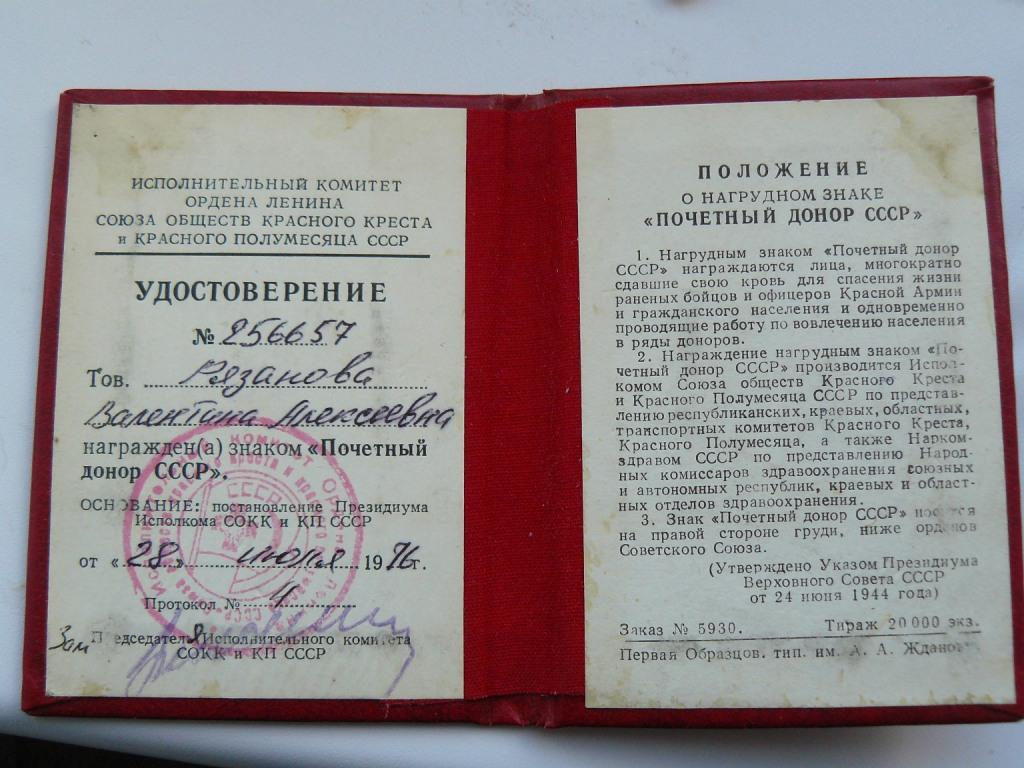 ИСПОЛНИТЕЛЬНЫЙ КОМИТЕТ
ОРДЕНА ЛЕНИНА
СОЮЗА ОБЩЕСТВ КРАСНОГО КРЕСТА
и КРАСНОГО ПОЛУМЕСЯЦА СССР
УДОСТОВЕРЕНИЕ
№ 256657
Тов. Рязанова
Валентина Алексеевна
награжден(а) знаком «Почетный
донор СССР».
ОСНОВАНИЕ: постановление Президиума
Исполкома СОКК и КП СССР
от «28» июля 1976 г.
Протокол № 4
Зам Председателя Исполнительного комитета
СОКК и КП СССР
ПОЛОЖЕНИЕ
О НАГРУДНОМ ЗНАКЕ
«ПОЧЕТНЫЙ ДОНОР СССР»
1. Нагрудным знаком «Почетный донор
СССР» награждаются лица, многократно
сдавшие свою кровь для спасения жизни
раненых бойцов и офицеров Красной Армии
и гражданского населения и одновременно
проводящие работу по вовлечению населения
в ряды доноров.
2. Награждение нагрудным знаком «По-
четный донор СССР» производится Испол-
комом Союза обществ Красного Креста
и Красного Полумесяца СССР по представ-
лению республиканских, краевых, областных,
транспортных комитетов Красного Креста,
Красного Полумесяца, а также Нарком-
здравом СССР по представлению Народ-
ных комиссаров здравоохранения союзных
и автономных республик, краевых и област-
ных отделов здравоохранения.
3. Знак «Почетный донор СССР» носится
на правой стороне груди, ниже орденов
Советского Союза.
(Утверждено Указом Президиума
Верховного Совета СССР
от 24 июня 1944 года)
Заказ № 5930. Тираж 20 000 экз.
Первая Образцов. тип. им. А. А. Жданова